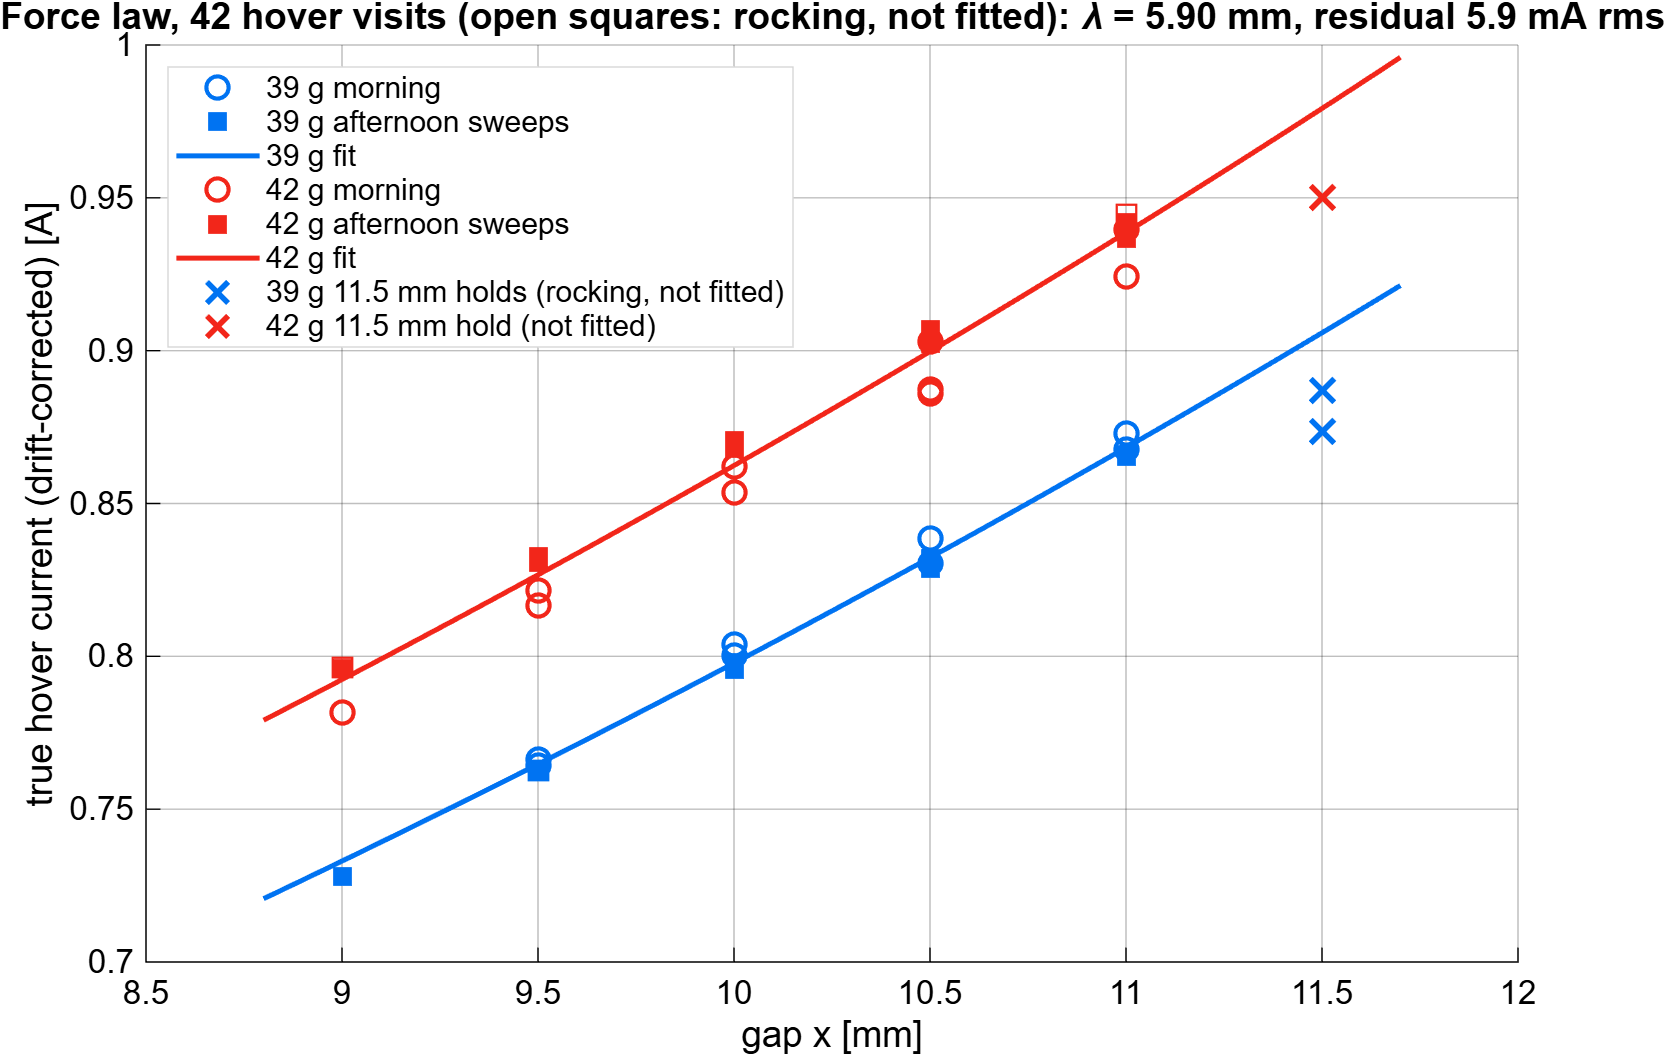 Force law, 42 hover visits (open squares: rocking, not fitted): λ = 5.90 mm, residual 5.9 mA rms
39 g morning
39 g afternoon sweeps
39 g fit
42 g morning
42 g afternoon sweeps
42 g fit
39 g 11.5 mm holds (rocking, not fitted)
42 g 11.5 mm hold (not fitted)
true hover current (drift-corrected) [A]
1
0.95
0.9
0.85
0.8
0.75
0.7
8.5 9 9.5 10 10.5 11 11.5 12
gap x [mm]